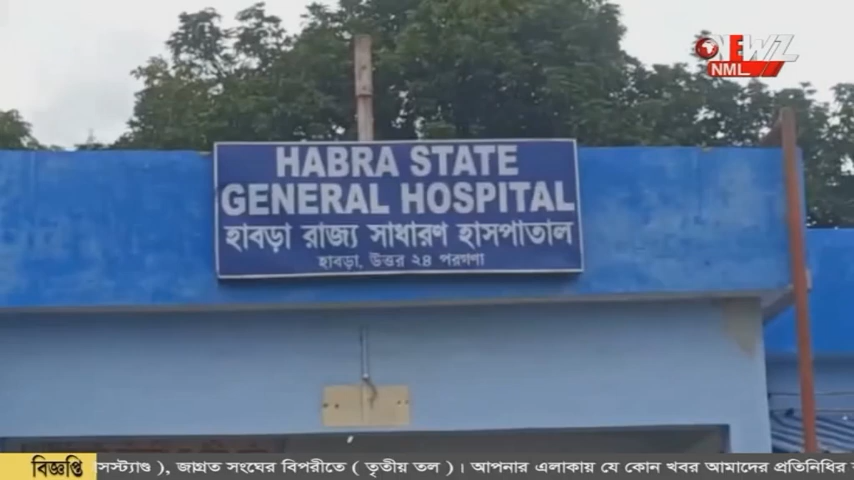 NEWZ
NML
HABRA STATE
GENERAL HOSPITAL
হাবড়া রাজ্য সাধারণ হাসপাতাল
হাবড়া, উত্তর ২৪ পরগণা
বিজ্ঞপ্তি সিস্ট্যাণ্ড ), জাগ্রত সংঘের বিপরীতে ( তৃতীয় তল ) । আপনার এলাকায় যে কোন খবর আমাদের প্রতিনিধির